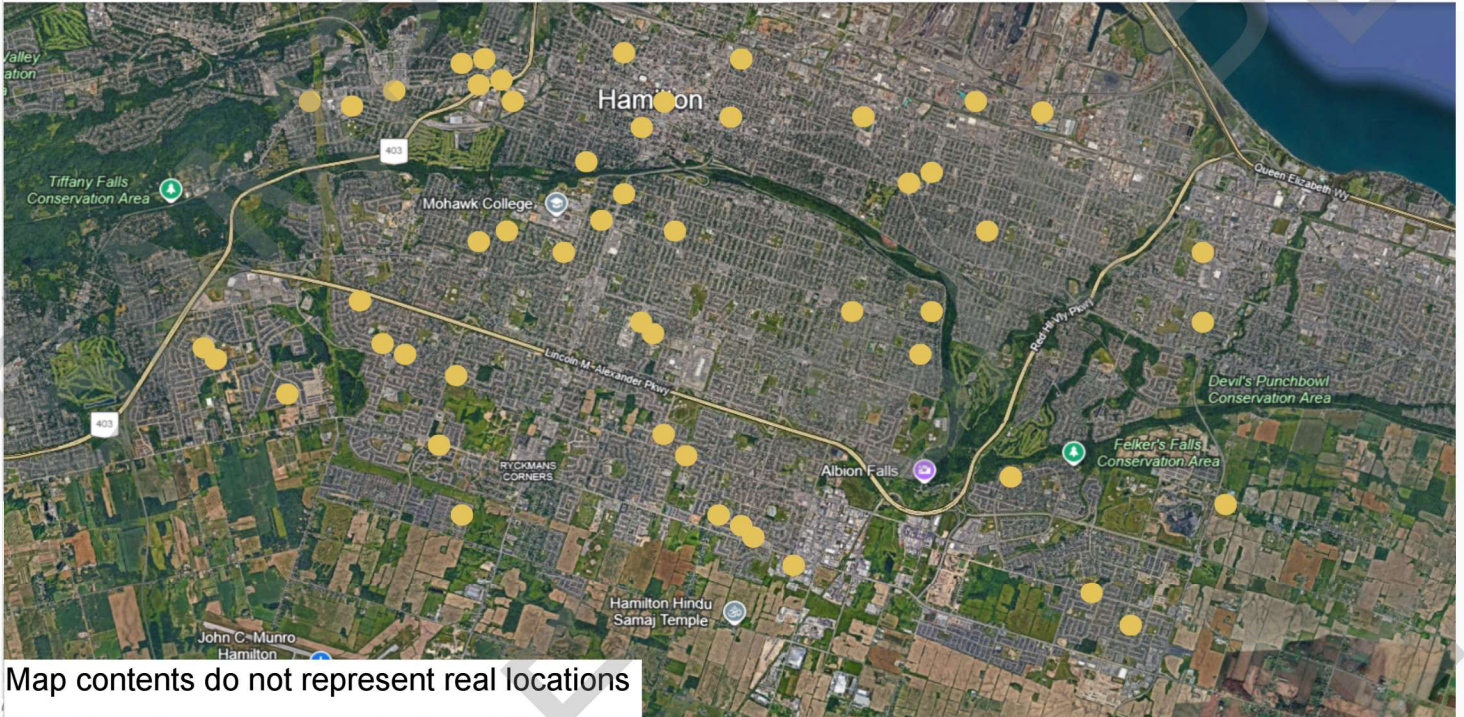 Valley
ation
Hamilton
403
Tiffany Falls
Conservation Area
Mohawk College
Queen Elizabeth Wy
Red Hl Vly Pkwy
Lincoln M. Alexander Pkwy
Devil's Punchbowl
Conservation Area
403
Felker's Falls
Conservation Area
RYCKMANS
CORNERS
Albion Falls
Hamilton Hindu
Samaj Temple
John C. Munro
Hamilton
Map contents do not represent real locations